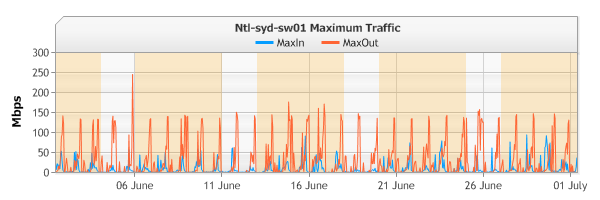 Ntl-syd-sw01 Maximum Traffic
MaxIn MaxOut
Mbps
300
250
200
150
100
50
0
06 June 11 June 16 June 21 June 26 June 01 July